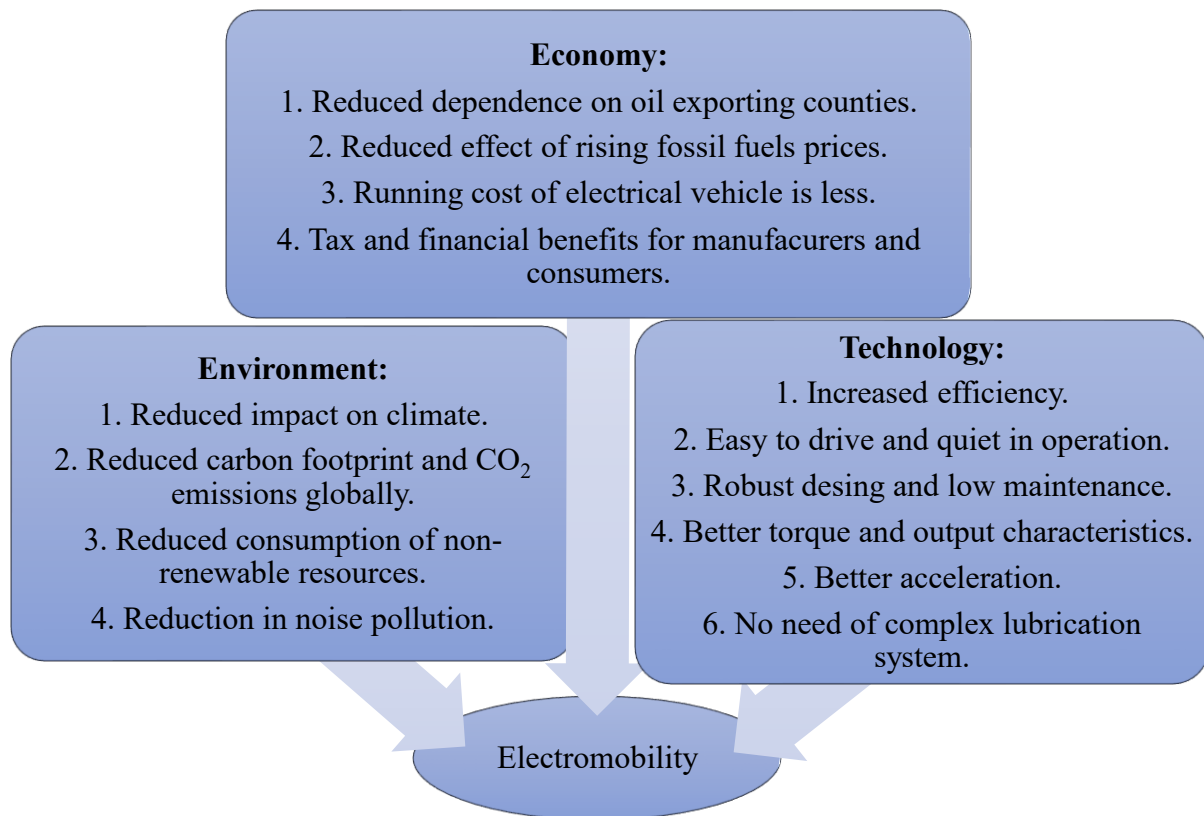 Economy:
1. Reduced dependence on oil exporting counties.
2. Reduced effect of rising fossil fuels prices.
3. Running cost of electrical vehicle is less.
4. Tax and financial benefits for manufacurers and
consumers.
Environment:
1. Reduced impact on climate.
2. Reduced carbon footprint and CO₂
emissions globally.
3. Reduced consumption of non-
renewable resources.
4. Reduction in noise pollution.
Technology:
1. Increased efficiency.
2. Easy to drive and quiet in operation.
3. Robust desing and low maintenance.
4. Better torque and output characteristics.
5. Better acceleration.
6. No need of complex lubrication
system.
Electromobility